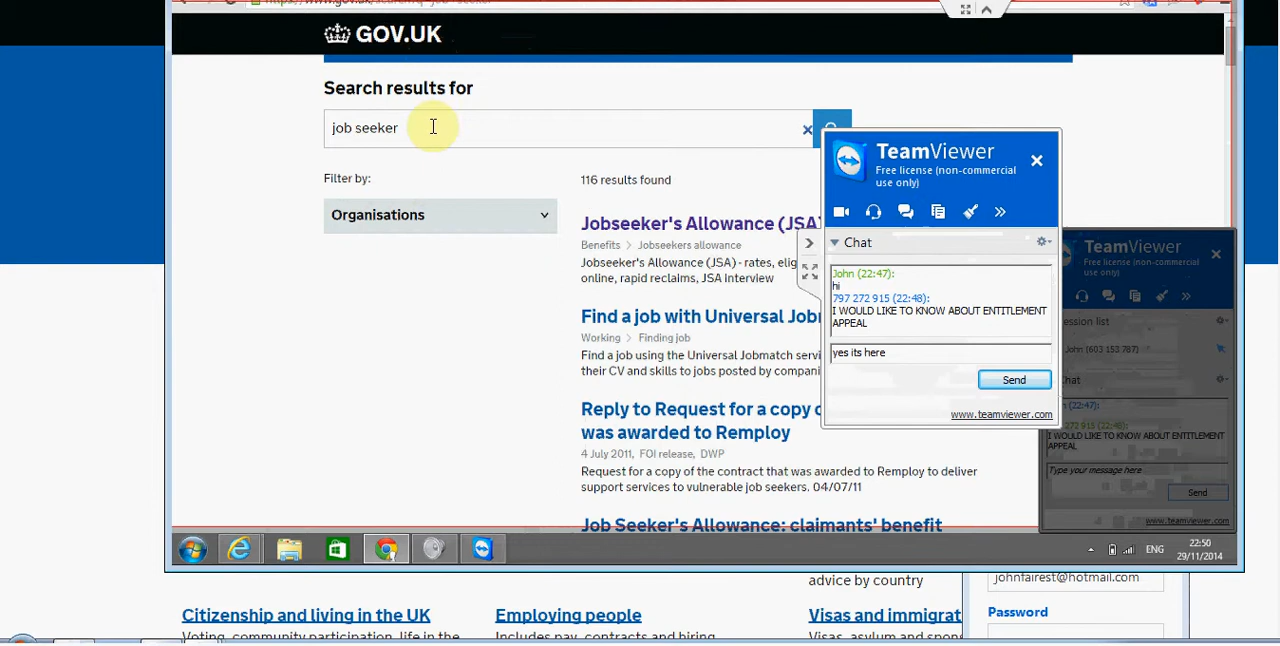 GOV.UK
Search results for
job seeker
Filter by:
116 results found
Organisations
Jobseeker's Allowance (JSA)
Benefits > Jobseekers allowance
Jobseeker's Allowance (JSA) - rates,
online, rapid reclaims, JSA Interview
Find a job with Universal
Working > Finding job
Find a job using the Universal Jobmatch
their CV and skills to jobs posted by
Reply to Request for a copy
was awarded to Remploy
4 July 2011, FOI release, DWP
Request for a copy of the contract that was awarded to Remploy to deliver
support services to vulnerable job seekers. 04/07/11
Job Seeker's Allowance: claimants' benefit
TeamViewer
Free license (non-commercial
use only)
Chat
John (22:47):
hi
797 272 915 (22:48):
I WOULD LIKE TO KNOW ABOUT ENTITLEMENT
APPEAL
yes its here
Send
www.teamviewer.com
TeamViewer
Free license (non-commercial
use only)
list
John (603 153 787)
(22:47):
272 915 (22:48):
I WOULD LIKE TO KNOW ABOUT ENTITLEMENT
APPEAL
Type your message here
Send
www.teamviewer.com
ENG
22:50
29/11/2014
advice by country
johnfairest@hotmail.com
Citizenship and living in the UK
Employing people
Visas and
Password
Voting, community participation, life in the
Includes pay, contracts and hiring
Visas, asylum and